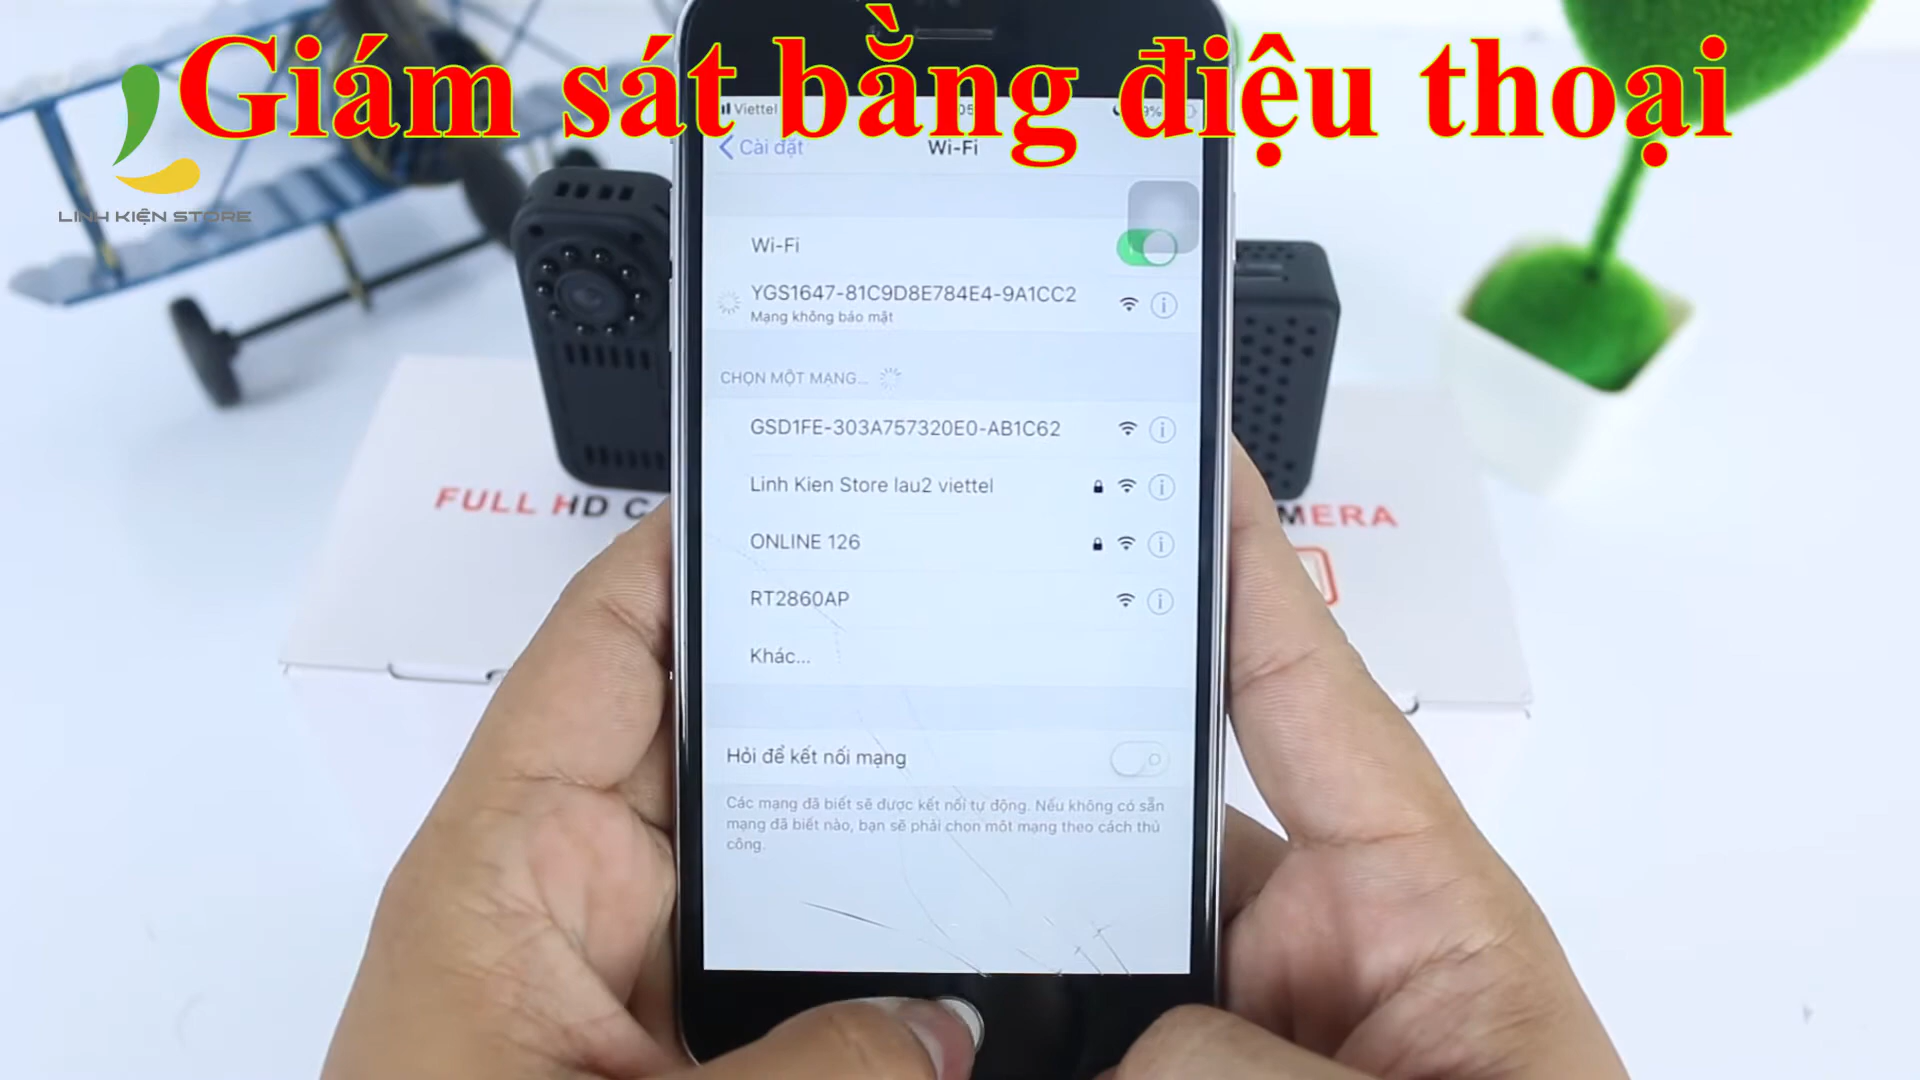 Giám sát bằng điệu thoại
LINH KIỆN STORE
Viettel
Cài đặt
Wi-Fi
Wi-Fi
YGS1647-81C9D8E784E4-9A1CC2
Mạng không bảo mật
CHỌN MỘT MẠNG...
GSD1FE-303A757320E0-AB1C62
Linh Kien Store lau2 viettel
ONLINE 126
RT2860AP
Khác...
Hỏi để kết nối mạng
Các mạng đã biết sẽ được kết nối tự động. Nếu không có sẵn
mạng đã biết nào, bạn sẽ phải chọn một mạng theo cách thủ
công.
FULL HD C
MERA